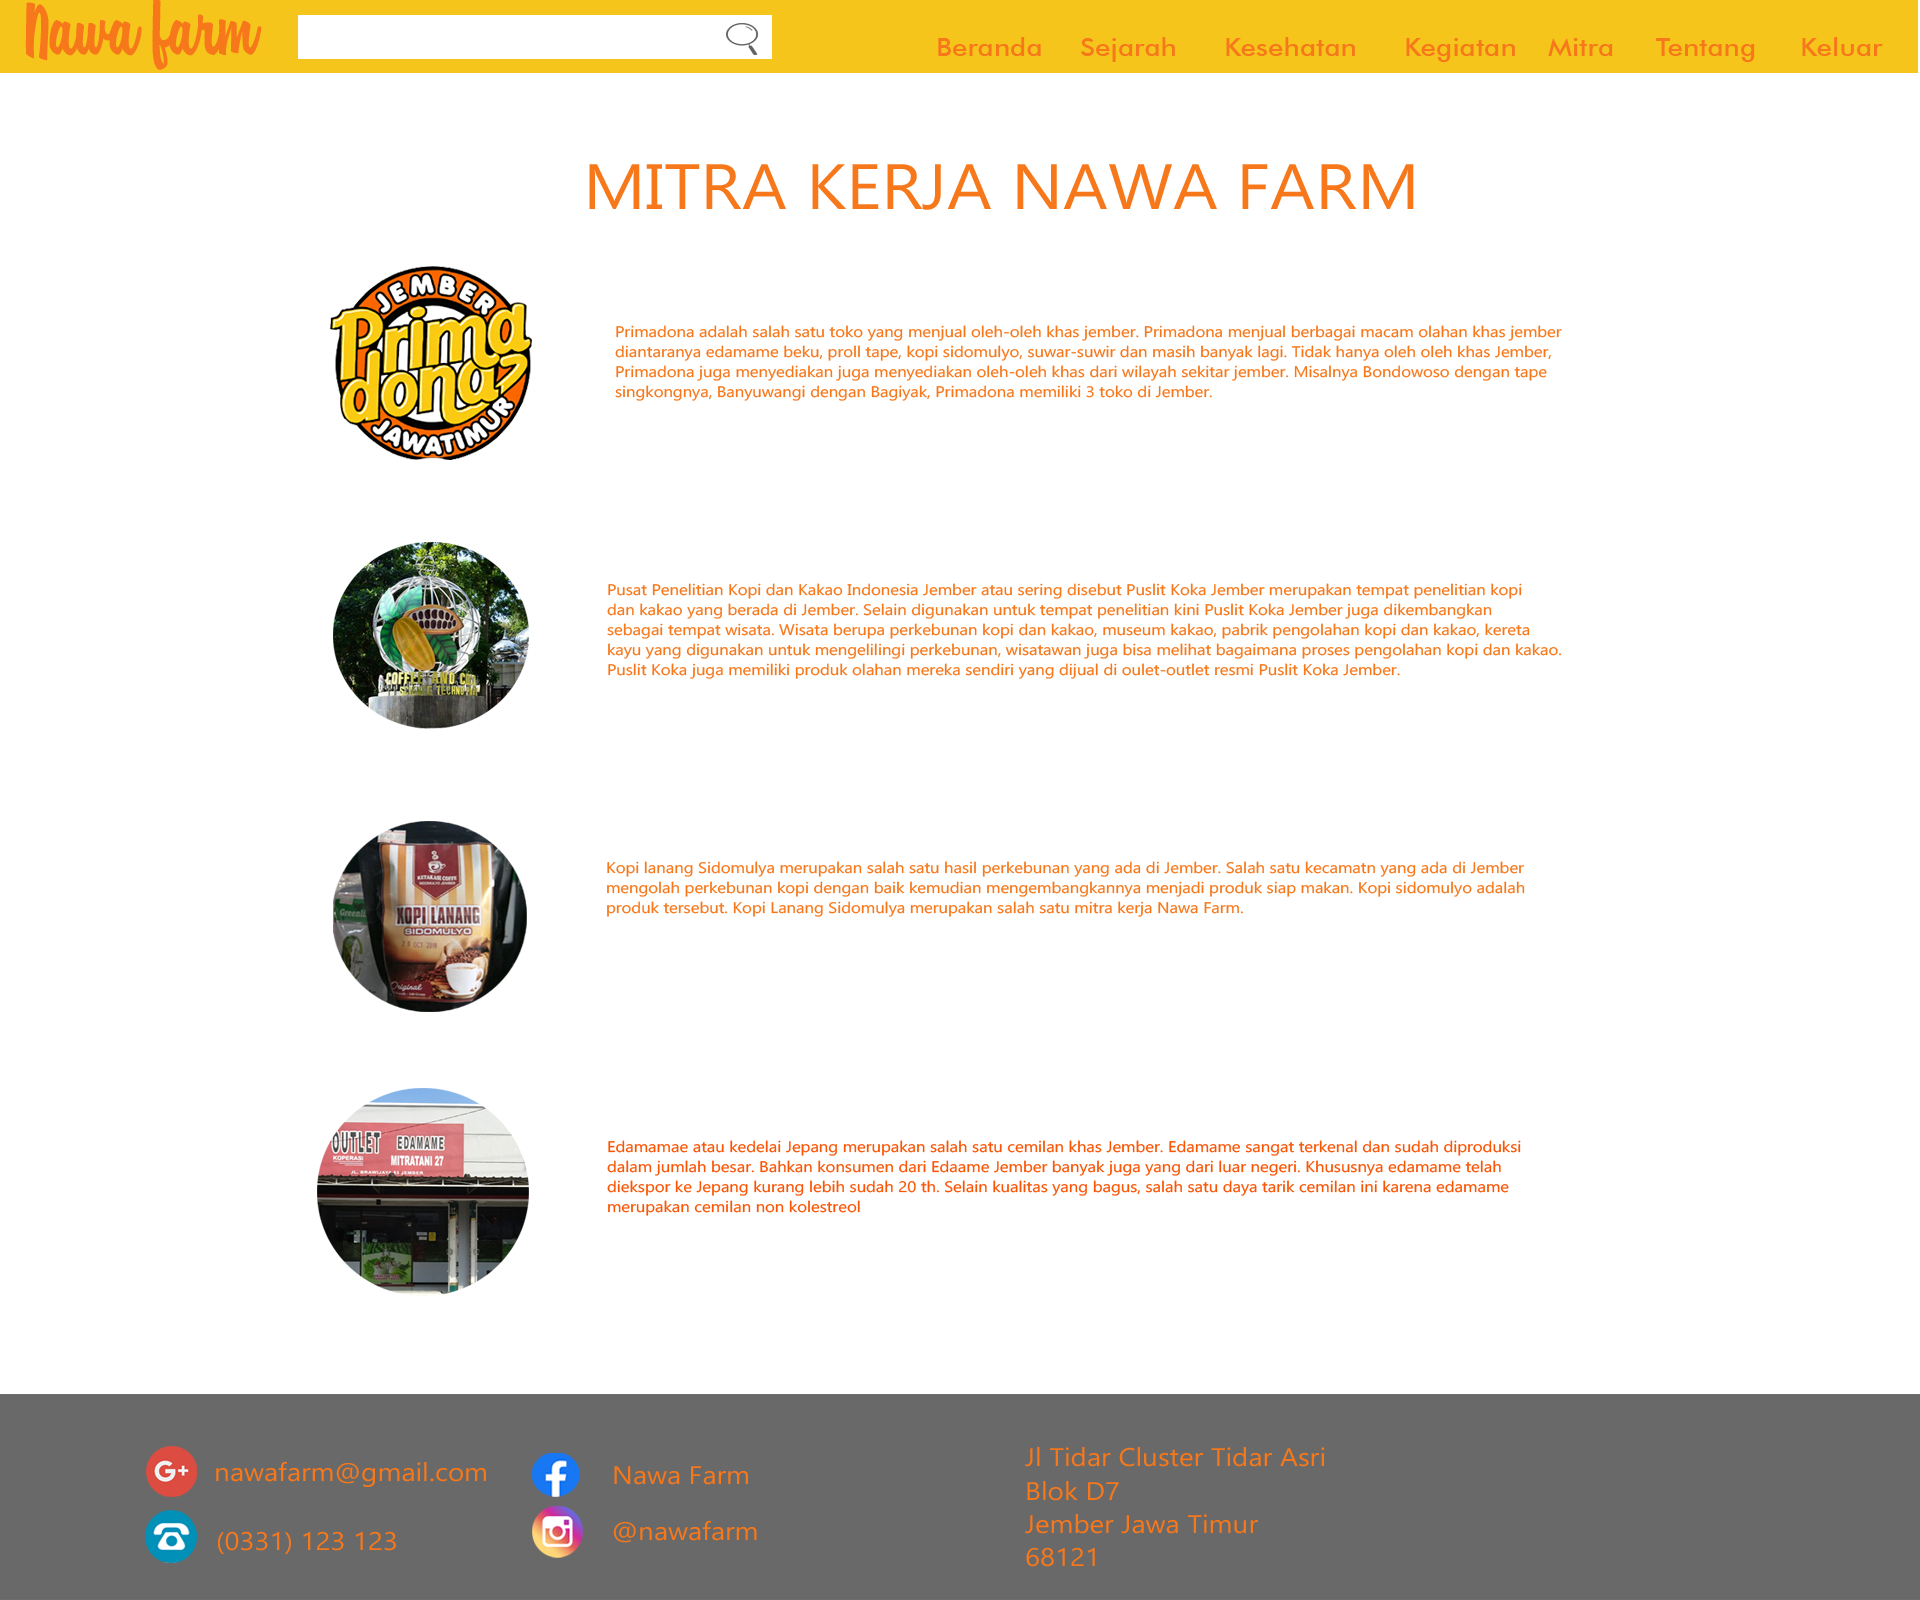 Nawa farm
Beranda Sejarah Kesehatan Kegiatan Mitra Tentang Keluar
MITRA KERJA NAWA FARM
JEMBER
Prima
dona
JAWATIMUR
Primadona adalah salah satu toko yang menjual oleh-oleh khas jember. Primadona menjual berbagai macam olahan khas jember
diantaranya edamame beku, proll tape, kopi sidomulyo, suwar-suwir dan masih banyak lagi. Tidak hanya oleh oleh khas Jember,
Primadona juga menyediakan juga menyediakan oleh-oleh khas dari wilayah sekitar jember. Misalnya Bondowoso dengan tape
singkongnya, Banyuwangi dengan Bagiyak, Primadona memiliki 3 toko di Jember.
COFFEE AND
Pusat Penelitian Kopi dan Kakao Indonesia Jember atau sering disebut Puslit Koka Jember merupakan tempat penelitian kopi
dan kakao yang berada di Jember. Selain digunakan untuk tempat penelitian kini Puslit Koka Jember juga dikembangkan
sebagai tempat wisata. Wisata berupa perkebunan kopi dan kakao, museum kakao, pabrik pengolahan kopi dan kakao, kereta
kayu yang digunakan untuk mengelilingi perkebunan, wisatawan juga bisa melihat bagaimana proses pengolahan kopi dan kakao.
Puslit Koka juga memiliki produk olahan mereka sendiri yang dijual di oulet-outlet resmi Puslit Koka Jember.
KETAKASI COFFE
SIDOMULYO JEMBER
KOPI LANANG
SIDOMULYO
28 OCT 2018
Original
Kopi lanang Sidomulya merupakan salah satu hasil perkebunan yang ada di Jember. Salah satu kecamatn yang ada di Jember
mengolah perkebunan kopi dengan baik kemudian mengembangkannya menjadi produk siap makan. Kopi sidomulyo adalah
produk tersebut. Kopi Lanang Sidomulya merupakan salah satu mitra kerja Nawa Farm.
OUTLET EDAMAME
KOPERASI MITRATANI 27
Edamamae atau kedelai Jepang merupakan salah satu cemilan khas Jember. Edamame sangat terkenal dan sudah diproduksi
dalam jumlah besar. Bahkan konsumen dari Edaame Jember banyak juga yang dari luar negeri. Khususnya edamame telah
diekspor ke Jepang kurang lebih sudah 20 th. Selain kualitas yang bagus, salah satu daya tarik cemilan ini karena edamame
merupakan cemilan non kolestreol
G+ nawafarm@gmail.com
(0331) 123 123
Nawa Farm
@nawafarm
Jl Tidar Cluster Tidar Asri
Blok D7
Jember Jawa Timur
68121